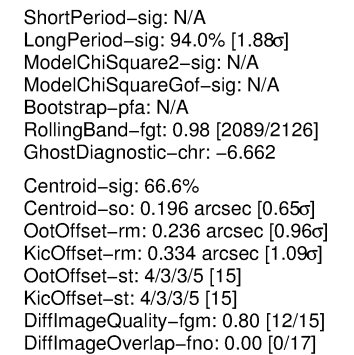 ShortPeriod−sig: N/A
LongPeriod−sig: 94.0% [1.88σ]
ModelChiSquare2−sig: N/A
ModelChiSquareGof−sig: N/A
Bootstrap−pfa: N/A
RollingBand−fgt: 0.98 [2089/2126]
GhostDiagnostic−chr: −6.662
Centroid−sig: 66.6%
Centroid−so: 0.196 arcsec [0.65σ]
OotOffset−rm: 0.236 arcsec [0.96σ]
KicOffset−rm: 0.334 arcsec [1.09σ]
OotOffset−st: 4/3/3/5 [15]
KicOffset−st: 4/3/3/5 [15]
DiffImageQuality−fgm: 0.80 [12/15]
DiffImageOverlap−fno: 0.00 [0/17]